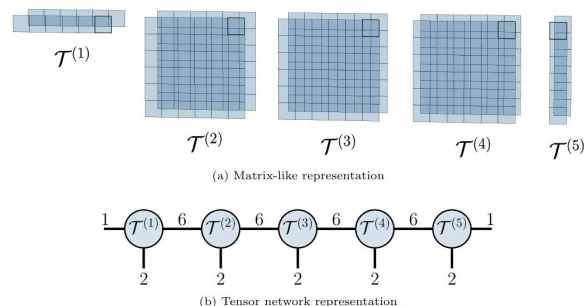 𝒯^(1)
𝒯^(2) 𝒯^(3) 𝒯^(4) 𝒯^(5)
(a) Matrix-like representation
1 𝒯^(1) 6 𝒯^(2) 6 𝒯^(3) 6 𝒯^(4) 6 𝒯^(5) 1
2 2 2 2 2
(b) Tensor network representation